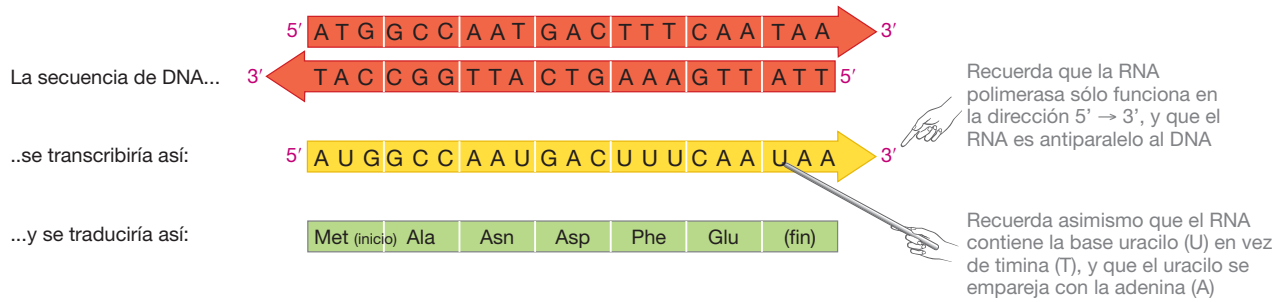 5′ ATG GCC AAT GAC TTT CAA TAA 3′
La secuencia de DNA... 3′ TAC CGG TTA CTG AAA GTT ATT 5′
Recuerda que la RNA
polimerasa sólo funciona en
la dirección 5’ → 3’, y que el
RNA es antiparalelo al DNA
..se transcribiría así: 5′ AUG GCC AAU GAC UUU CAA UAA 3′
...y se traduciría así: Met (inicio) Ala Asn Asp Phe Glu (fin)
Recuerda asimismo que el RNA
contiene la base uracilo (U) en vez
de timina (T), y que el uracilo se
empareja con la adenina (A)